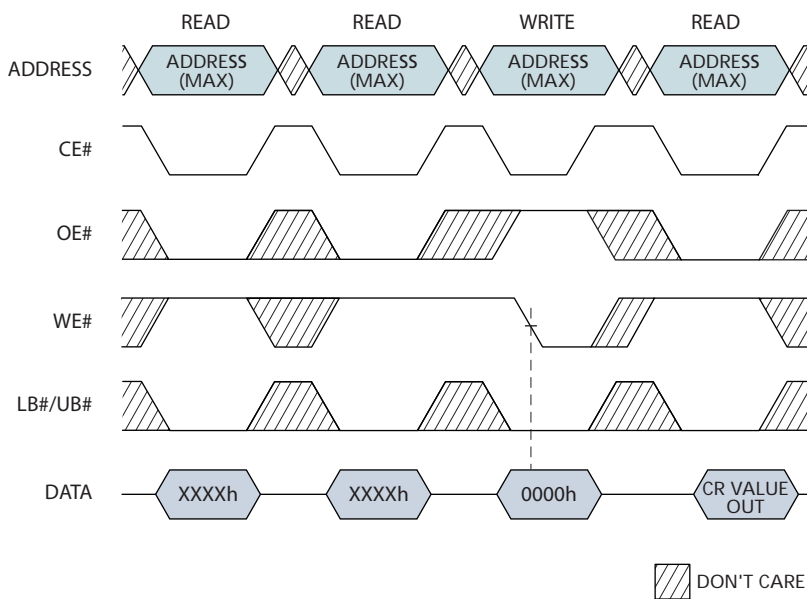 READ READ WRITE READ
ADDRESS
ADDRESS (MAX) ADDRESS (MAX) ADDRESS (MAX) ADDRESS (MAX)
CE#
OE#
WE#
LB#/UB#
DATA
XXXXh XXXXh 0000h CR VALUE OUT
DON'T CARE